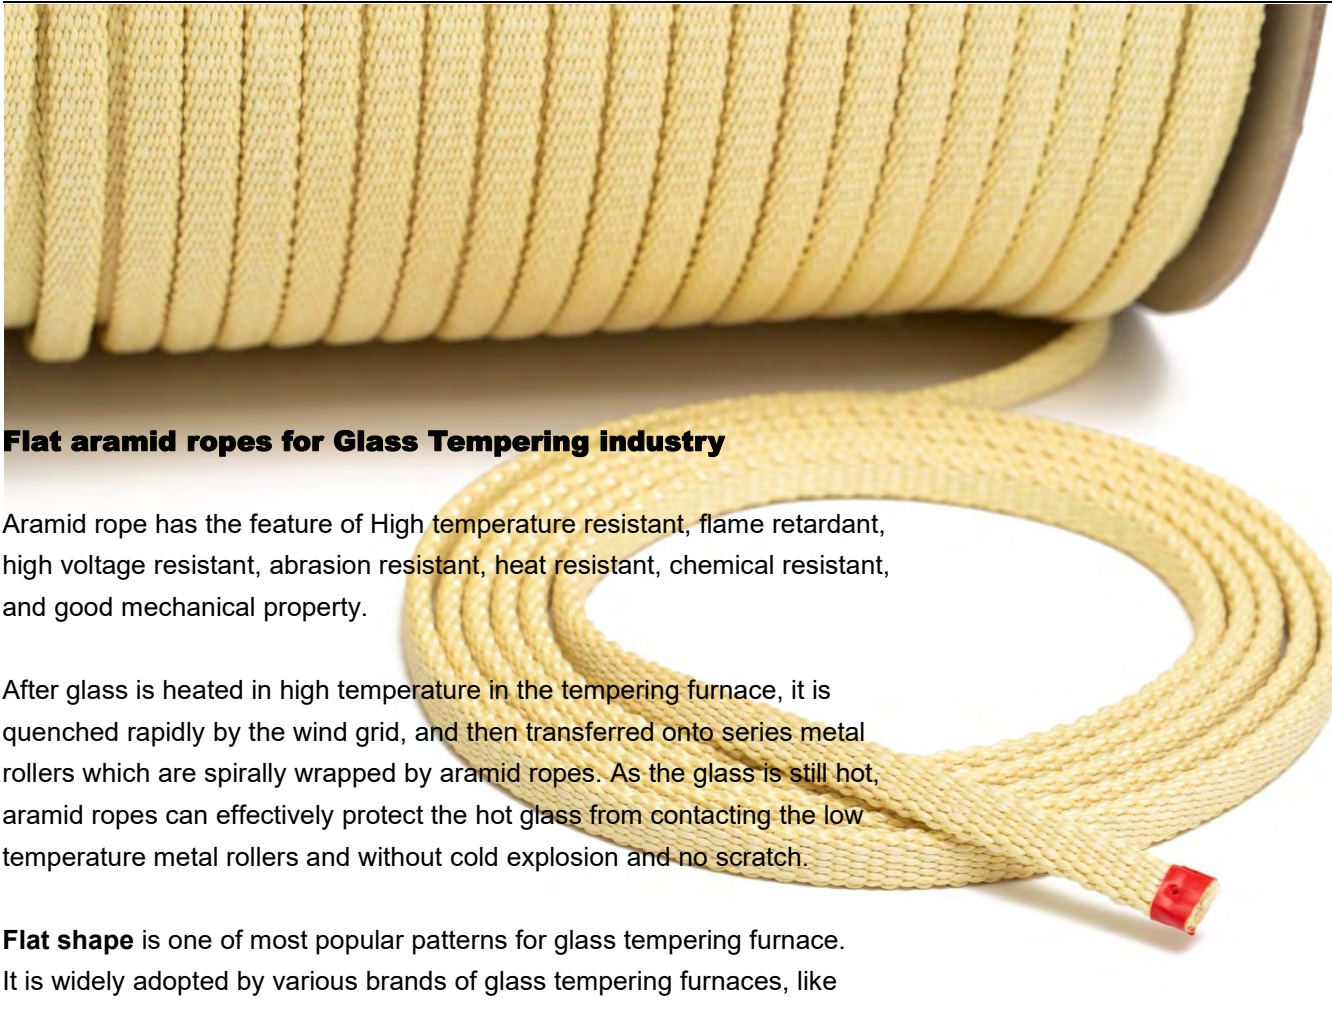 Flat aramid ropes for Glass Tempering industry
Aramid rope has the feature of High temperature resistant, flame retardant,
high voltage resistant, abrasion resistant, heat resistant, chemical resistant,
and good mechanical property.
After glass is heated in high temperature in the tempering furnace, it is
quenched rapidly by the wind grid, and then transferred onto series metal
rollers which are spirally wrapped by aramid ropes. As the glass is still hot,
aramid ropes can effectively protect the hot glass from contacting the low
temperature metal rollers and without cold explosion and no scratch.
Flat shape is one of most popular patterns for glass tempering furnace.
It is widely adopted by various brands of glass tempering furnaces, like